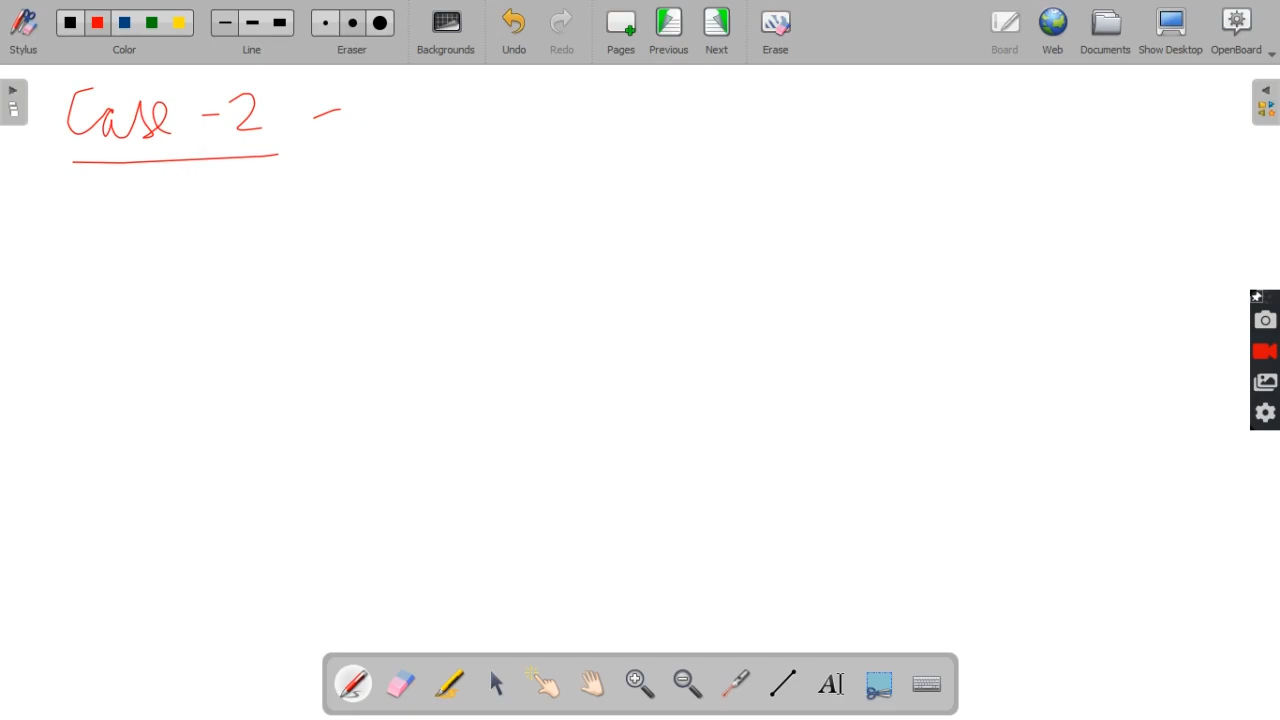 Stylus Color Line Eraser Backgrounds Undo Redo Pages Previous Next Erase Board Web Documents Show Desktop OpenBoard
Case -2 -
AI